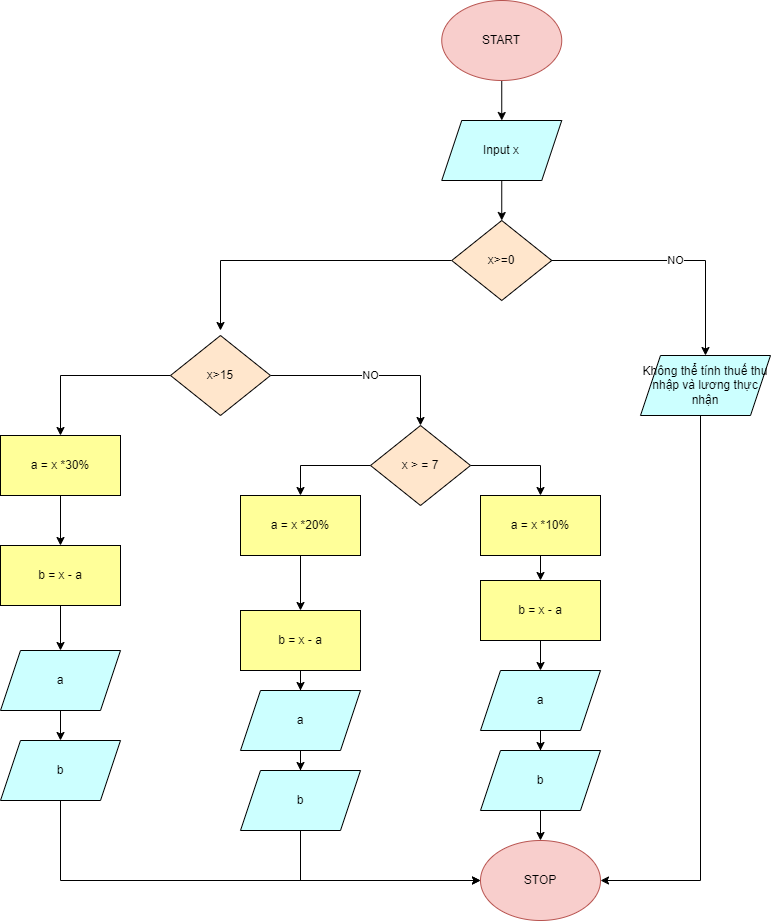 START
Input x
x>=0
NO
x>15
NO
Không thể tính thuế thu
nhập và lương thực
nhận
a = x *30%
x > = 7
a = x *20%
a = x *10%
b = x - a
b = x - a
b = x - a
a
a
a
b
b
b
STOP